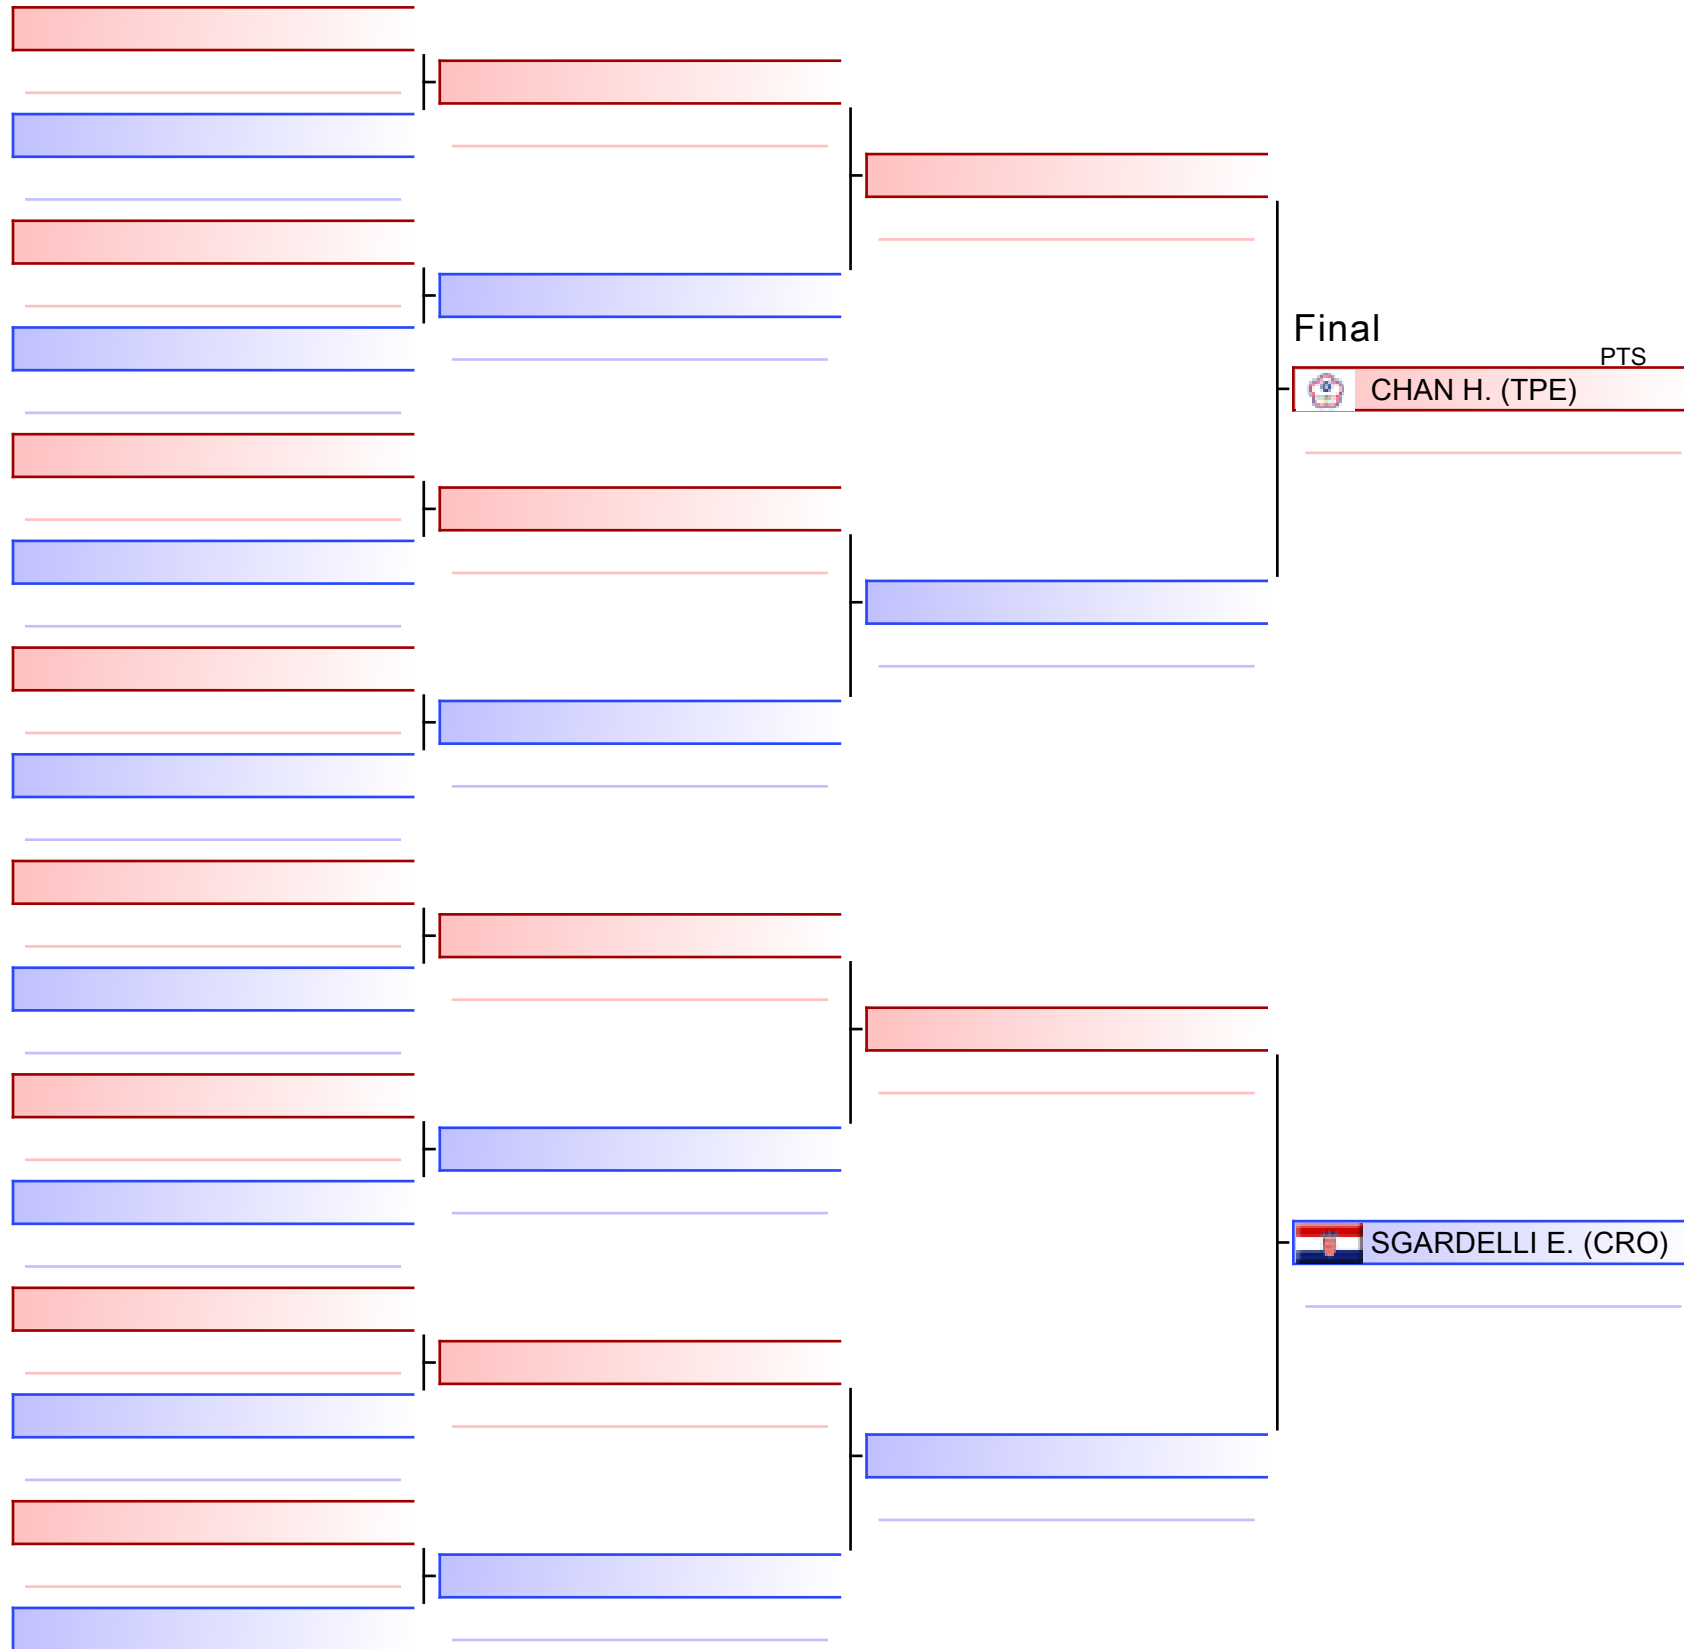 Final
PTS
CHAN H. (TPE)
SGARDELLI E. (CRO)